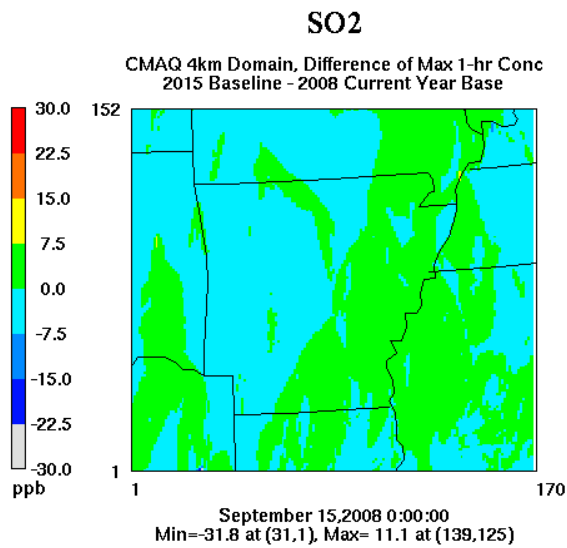 SO2
CMAQ 4km Domain, Difference of Max 1-hr Conc
2015 Baseline - 2008 Current Year Base
30.0
22.5
15.0
7.5
0.0
-7.5
-15.0
-22.5
-30.0
ppb
152
1
1
170
September 15,2008 0:00:00
Min=-31.8 at (31,1), Max= 11.1 at (139,125)